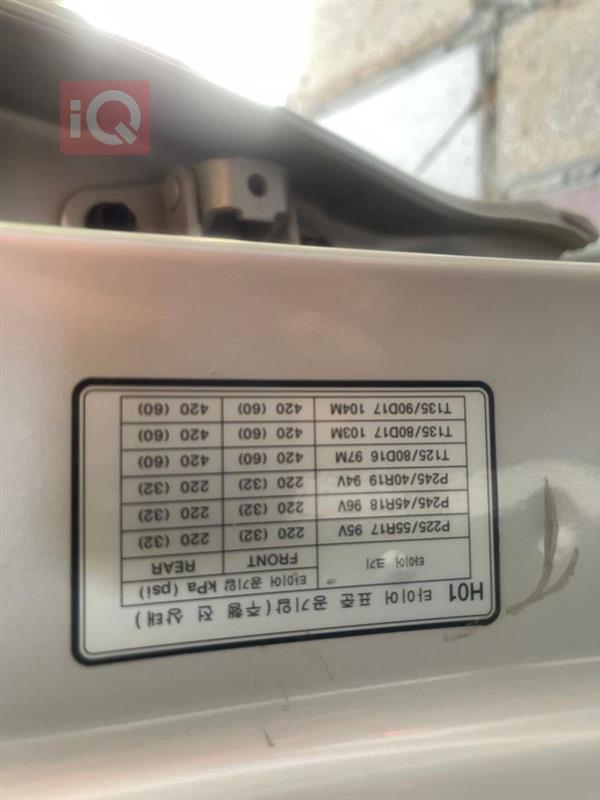 iQ
H01 타이어 표준 공기압(주행 전 상태)
타이어 크기 타이어 공기압 kPa (psi)
FRONT REAR
P225/55R17 95V 220 (32) 220 (32)
P245/45R18 96V 220 (32) 220 (32)
P245/40R19 94V 220 (32) 220 (32)
T125/80D16 97M 420 (60) 420 (60)
T135/80D17 103M 420 (60) 420 (60)
T135/90D17 104M 420 (60) 420 (60)